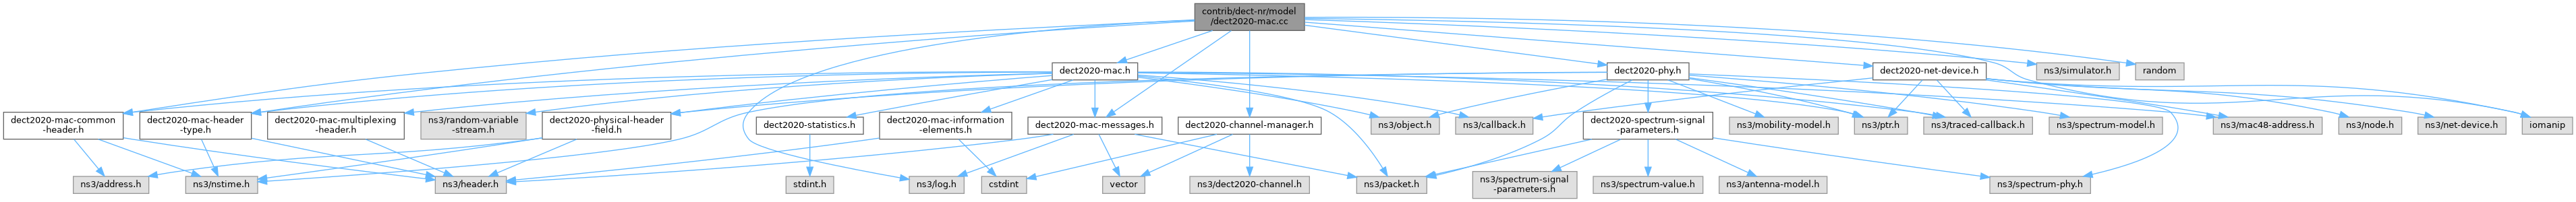 contrib/dect-nr/model
/dect2020-mac.cc
dect2020-mac.h
dect2020-phy.h
dect2020-net-device.h
ns3/simulator.h
random
dect2020-mac-common
-header.h
dect2020-mac-header
-type.h
dect2020-mac-multiplexing
-header.h
ns3/random-variable
-stream.h
dect2020-physical-header
-field.h
dect2020-statistics.h
dect2020-mac-information
-elements.h
dect2020-mac-messages.h
dect2020-channel-manager.h
ns3/object.h
ns3/callback.h
dect2020-spectrum-signal
-parameters.h
ns3/mobility-model.h
ns3/ptr.h
ns3/traced-callback.h
ns3/spectrum-model.h
ns3/mac48-address.h
ns3/node.h
ns3/net-device.h
iomanip
ns3/address.h
ns3/nstime.h
ns3/header.h
stdint.h
ns3/log.h
cstdint
vector
ns3/dect2020-channel.h
ns3/packet.h
ns3/spectrum-signal
-parameters.h
ns3/spectrum-value.h
ns3/antenna-model.h
ns3/spectrum-phy.h